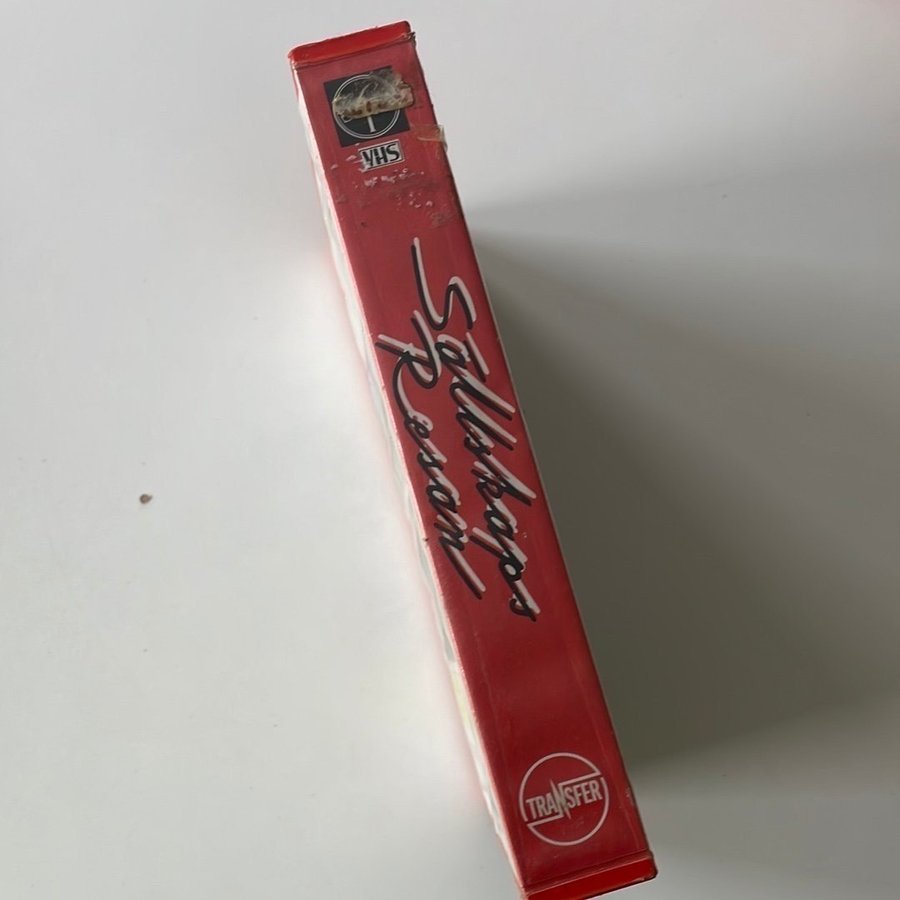 VHS
Sällskaps
Resan
TRANSFER